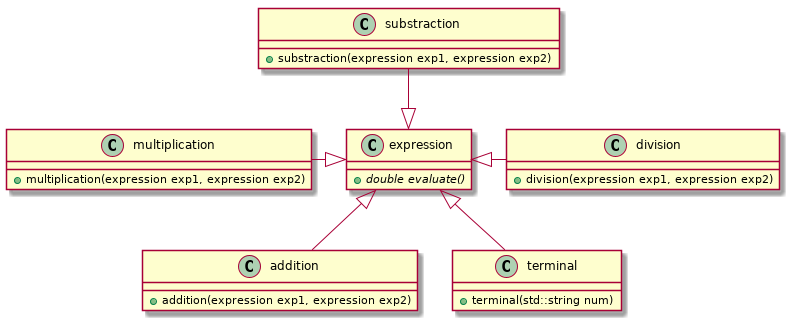 C substraction
substraction(expression exp1, expression exp2)
C multiplication
multiplication(expression exp1, expression exp2)
C expression
double evaluate()
C division
division(expression exp1, expression exp2)
C addition
addition(expression exp1, expression exp2)
C terminal
terminal(std::string num)